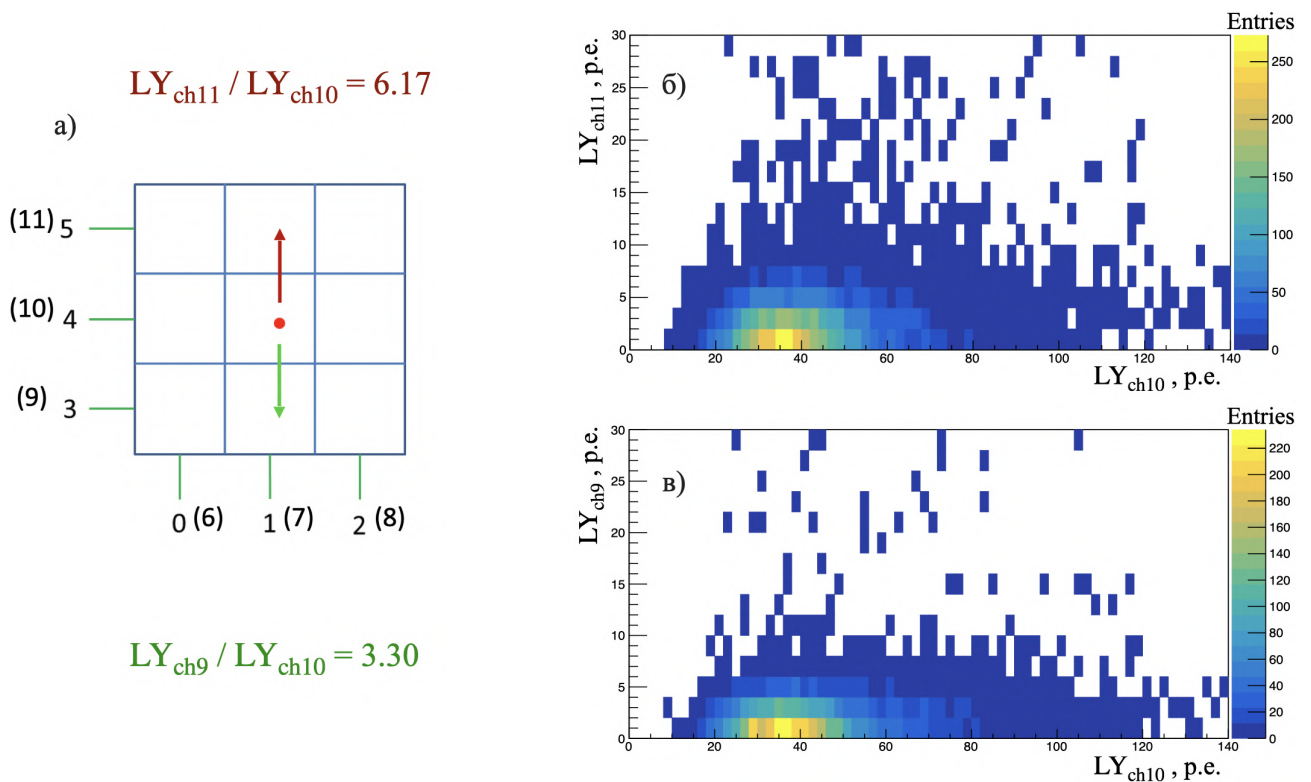 LYch11 / LYch10 = 6.17
а)
(11) 5
(10) 4
(9) 3
0 (6) 1 (7) 2 (8)
LYch9 / LYch10 = 3.30
Entries
б)
LYch11 , p.e.
30
25
20
15
10
5
0
0 20 40 60 80 100 120 140
LYch10 , p.e.
250
200
150
100
50
0
Entries
в)
LYch9 , p.e.
30
25
20
15
10
5
0
0 20 40 60 80 100 120 140
LYch10 , p.e.
220
200
180
160
140
120
100
80
60
40
20
0